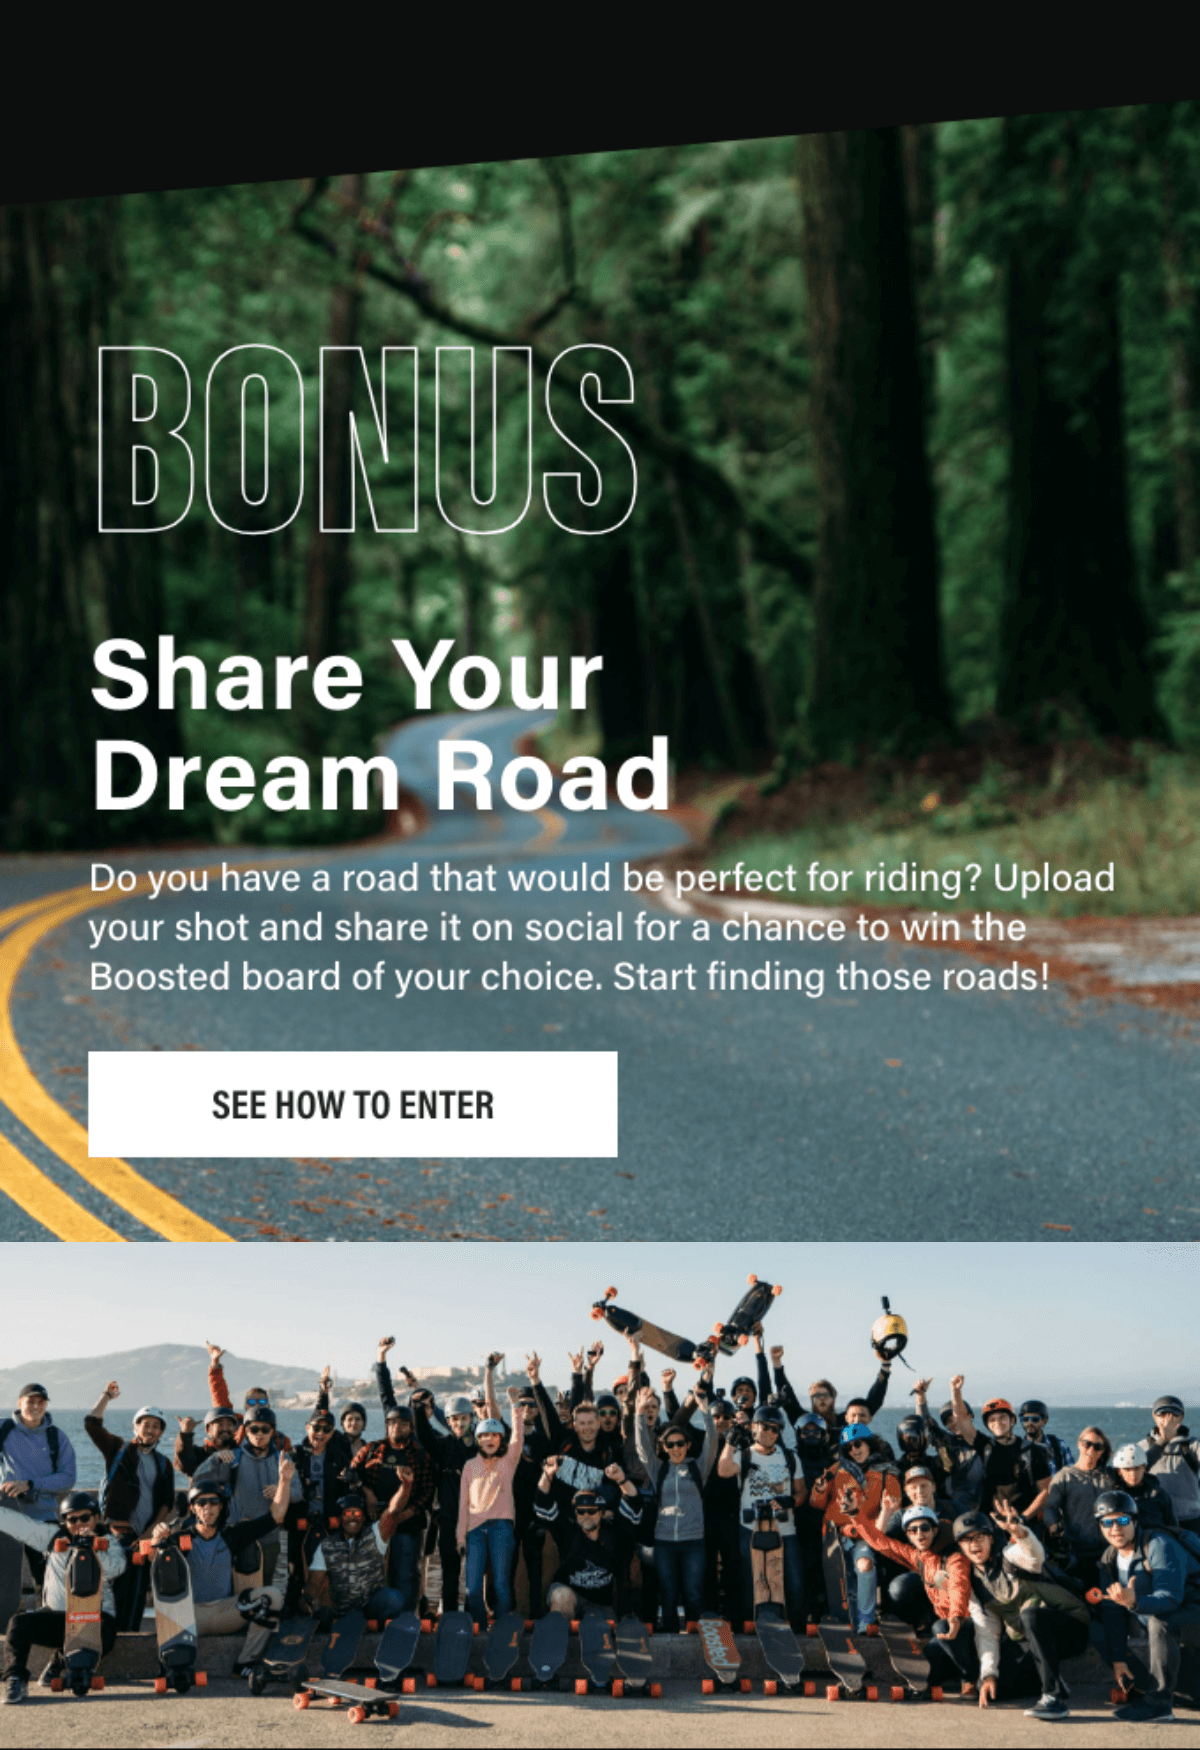 BONUS
Share Your
Dream Road
Do you have a road that would be perfect for riding? Upload
your shot and share it on social for a chance to win the
Boosted board of your choice. Start finding those roads!
SEE HOW TO ENTER
Supreme
Boosted